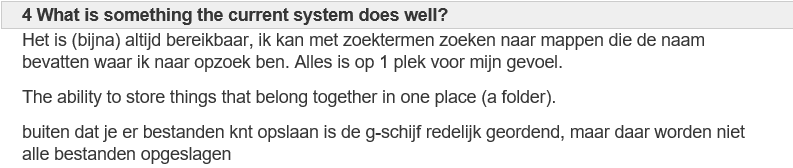 4 What is something the current system does well?
Het is (bijna) altijd bereikbaar, ik kan met zoektermen zoeken naar mappen die de naam
bevatten waar ik naar opzoek ben. Alles is op 1 plek voor mijn gevoel.
The ability to store things that belong together in one place (a folder).
buiten dat je er bestanden knt opslaan is de g-schijf redelijk geordend, maar daar worden niet
alle bestanden opgeslagen